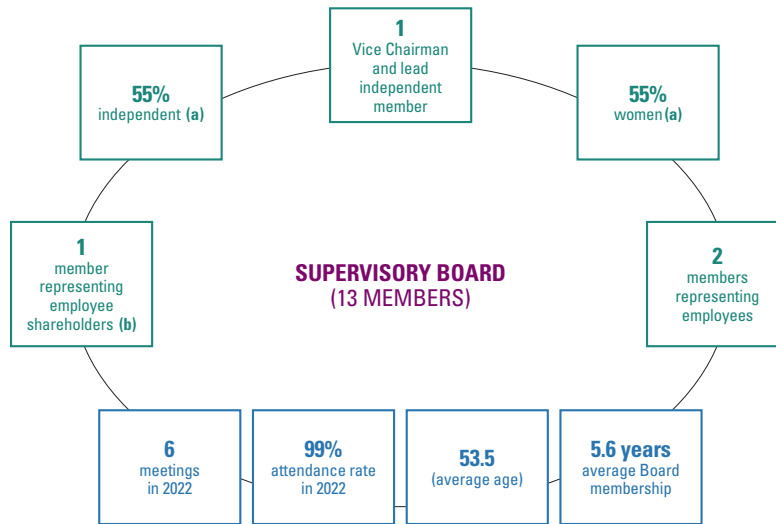 1
Vice Chairman
and lead
independent
member
55%
independent (a)
55%
women (a)
1
member
representing
employee
shareholders (b)
SUPERVISORY BOARD
(13 MEMBERS)
2
members
representing
employees
6
meetings
in 2022
99%
attendance rate
in 2022
53.5
(average age)
5.6 years
average Board
membership